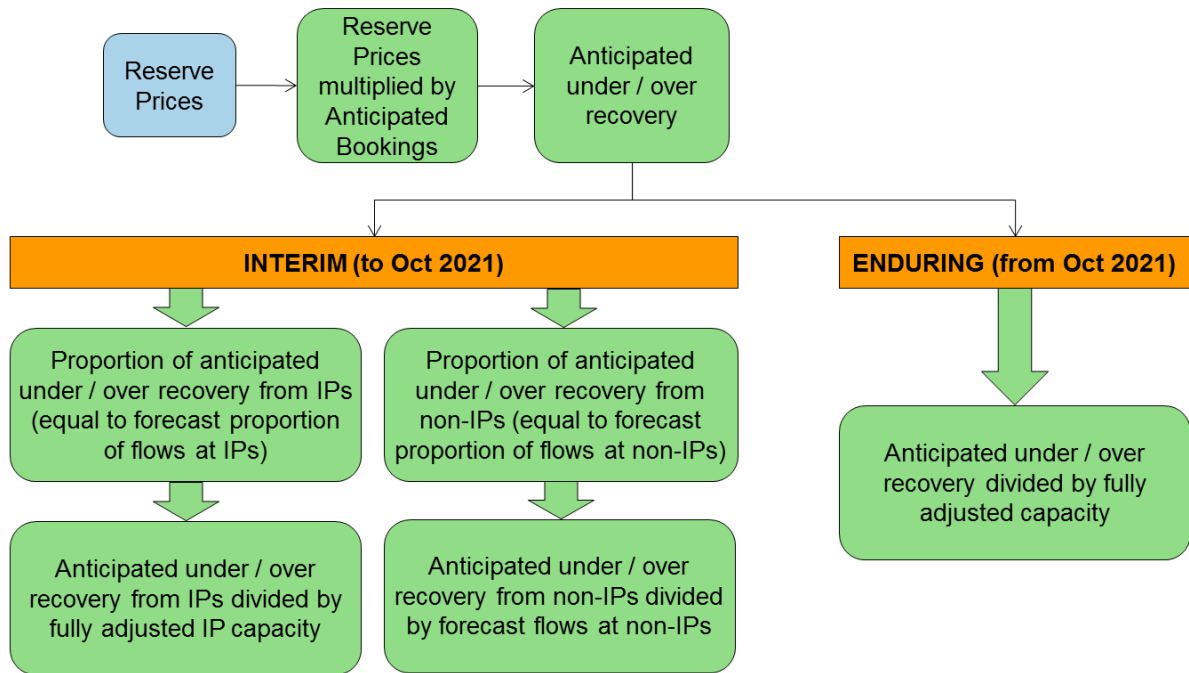 Reserve
Prices
Reserve
Prices
multiplied by
Anticipated
Bookings
Anticipated
under / over
recovery
INTERIM (to Oct 2021)
ENDURING (from Oct 2021)
Proportion of anticipated
under / over recovery from IPs
(equal to forecast proportion
of flows at IPs)
Proportion of anticipated
under / over recovery from
non-IPs (equal to forecast
proportion of flows at non-IPs)
Anticipated under / over
recovery divided by fully
adjusted capacity
Anticipated under / over
recovery from IPs divided by
fully adjusted IP capacity
Anticipated under / over
recovery from non-IPs divided
by forecast flows at non-IPs